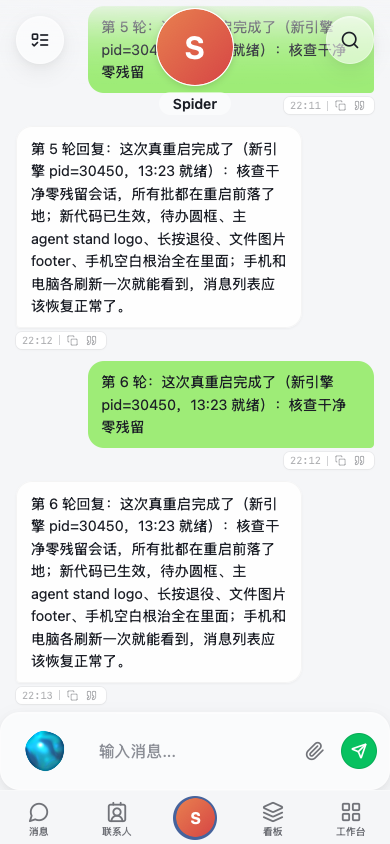 第 5 轮：这次真重启完成了（新引擎
pid=30450，13:23 就绪）：核查干净
零残留
S
Spider
22:11
第 5 轮回复：这次真重启完成了（新引
擎 pid=30450，13:23 就绪）：核查干
净零残留会话，所有批都在重启前落了
地；新代码已生效，待办圆框、主
agent stand logo、长按退役、文件图片
footer、手机空白根治全在里面；手机和
电脑各刷新一次就能看到，消息列表应
该恢复正常了。
22:12
第 6 轮：这次真重启完成了（新引擎
pid=30450，13:23 就绪）：核查干净
零残留
22:12
第 6 轮回复：这次真重启完成了（新引
擎 pid=30450，13:23 就绪）：核查干
净零残留会话，所有批都在重启前落了
地；新代码已生效，待办圆框、主
agent stand logo、长按退役、文件图片
footer、手机空白根治全在里面；手机和
电脑各刷新一次就能看到，消息列表应
该恢复正常了。
22:13
输入消息...
消息
联系人
S
看板
工作台